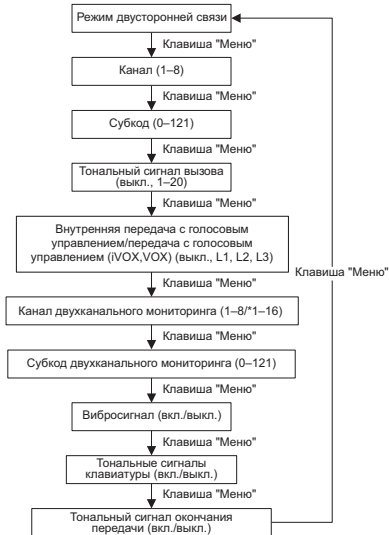 Режим двусторонней связи
Клавиша "Меню"
Канал (1–8)
Клавиша "Меню"
Субкод (0–121)
Клавиша "Меню"
Тональный сигнал вызова
(выкл., 1–20)
Клавиша "Меню"
Внутренняя передача с голосовым
управлением/передача с голосовым
управлением (iVOX,VOX) (выкл., L1, L2, L3)
Клавиша "Меню"
Клавиша "Меню"
Канал двухканального мониторинга (1–8/*1–16)
Клавиша "Меню"
Субкод двухканального мониторинга (0–121)
Клавиша "Меню"
Вибросигнал (вкл./выкл.)
Клавиша "Меню"
Тональные сигналы
клавиатуры (вкл./выкл.)
Клавиша "Меню"
Тональный сигнал окончания
передачи (вкл./выкл.)